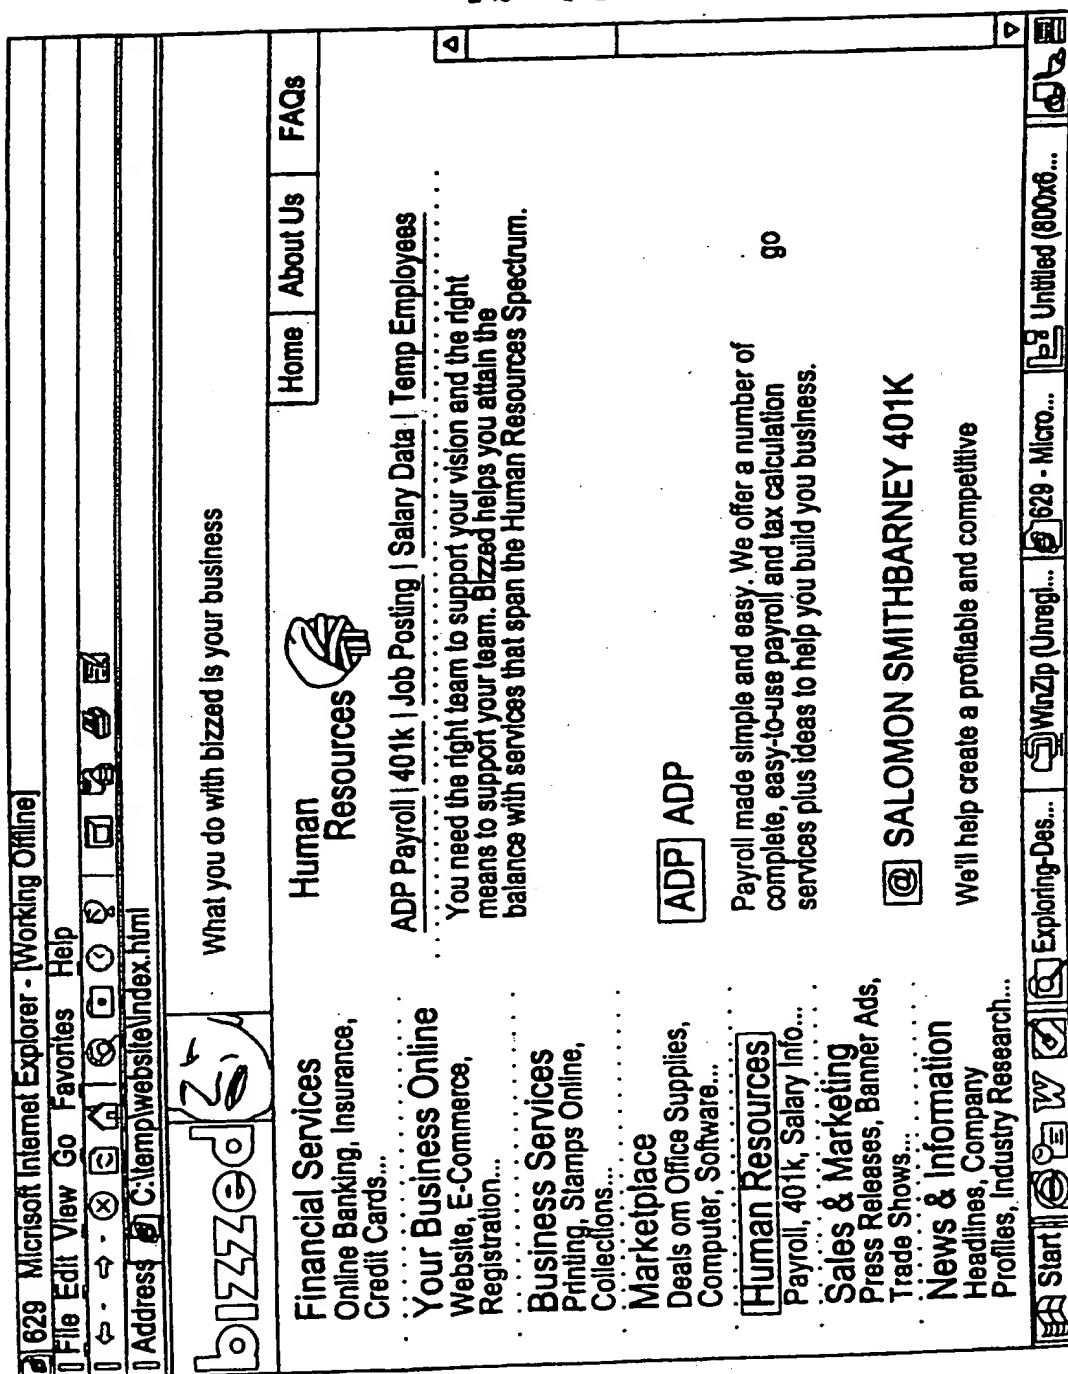 629 Microsoft Internet Explorer - [Working Offline]
File Edit View Go Favorites Help
Address C:\temp\website\index.html
bizzed
What you do with bizzed is your business
Home About Us FAQs
Financial Services
Online Banking, Insurance,
Credit Cards...
Your Business Online
Website, E-Commerce,
Registration...
Business Services
Printing, Stamps Online,
Collections...
Marketplace
Deals om Office Supplies,
Computer, Software...
Human Resources
Payroll, 401k, Salary Info...
Sales & Marketing
Press Releases, Banner Ads,
Trade Shows...
News & Information
Headlines, Company
Profiles, Industry Research...
Human
Resources
ADP Payroll | 401k | Job Posting | Salary Data | Temp Employees
You need the right team to support your vision and the right
means to support your team. Bizzed helps you attain the
balance with services that span the Human Resources Spectrum.
ADP ADP
Payroll made simple and easy. We offer a number of
complete, easy-to-use payroll and tax calculation
services plus ideas to help you build you business.
go
@ SALOMON SMITHBARNEY 401K
We'll help create a profitable and competitive
Start Exploring-Des... WinZip (Unregi... 629 - Micro... Untitled (800x6...